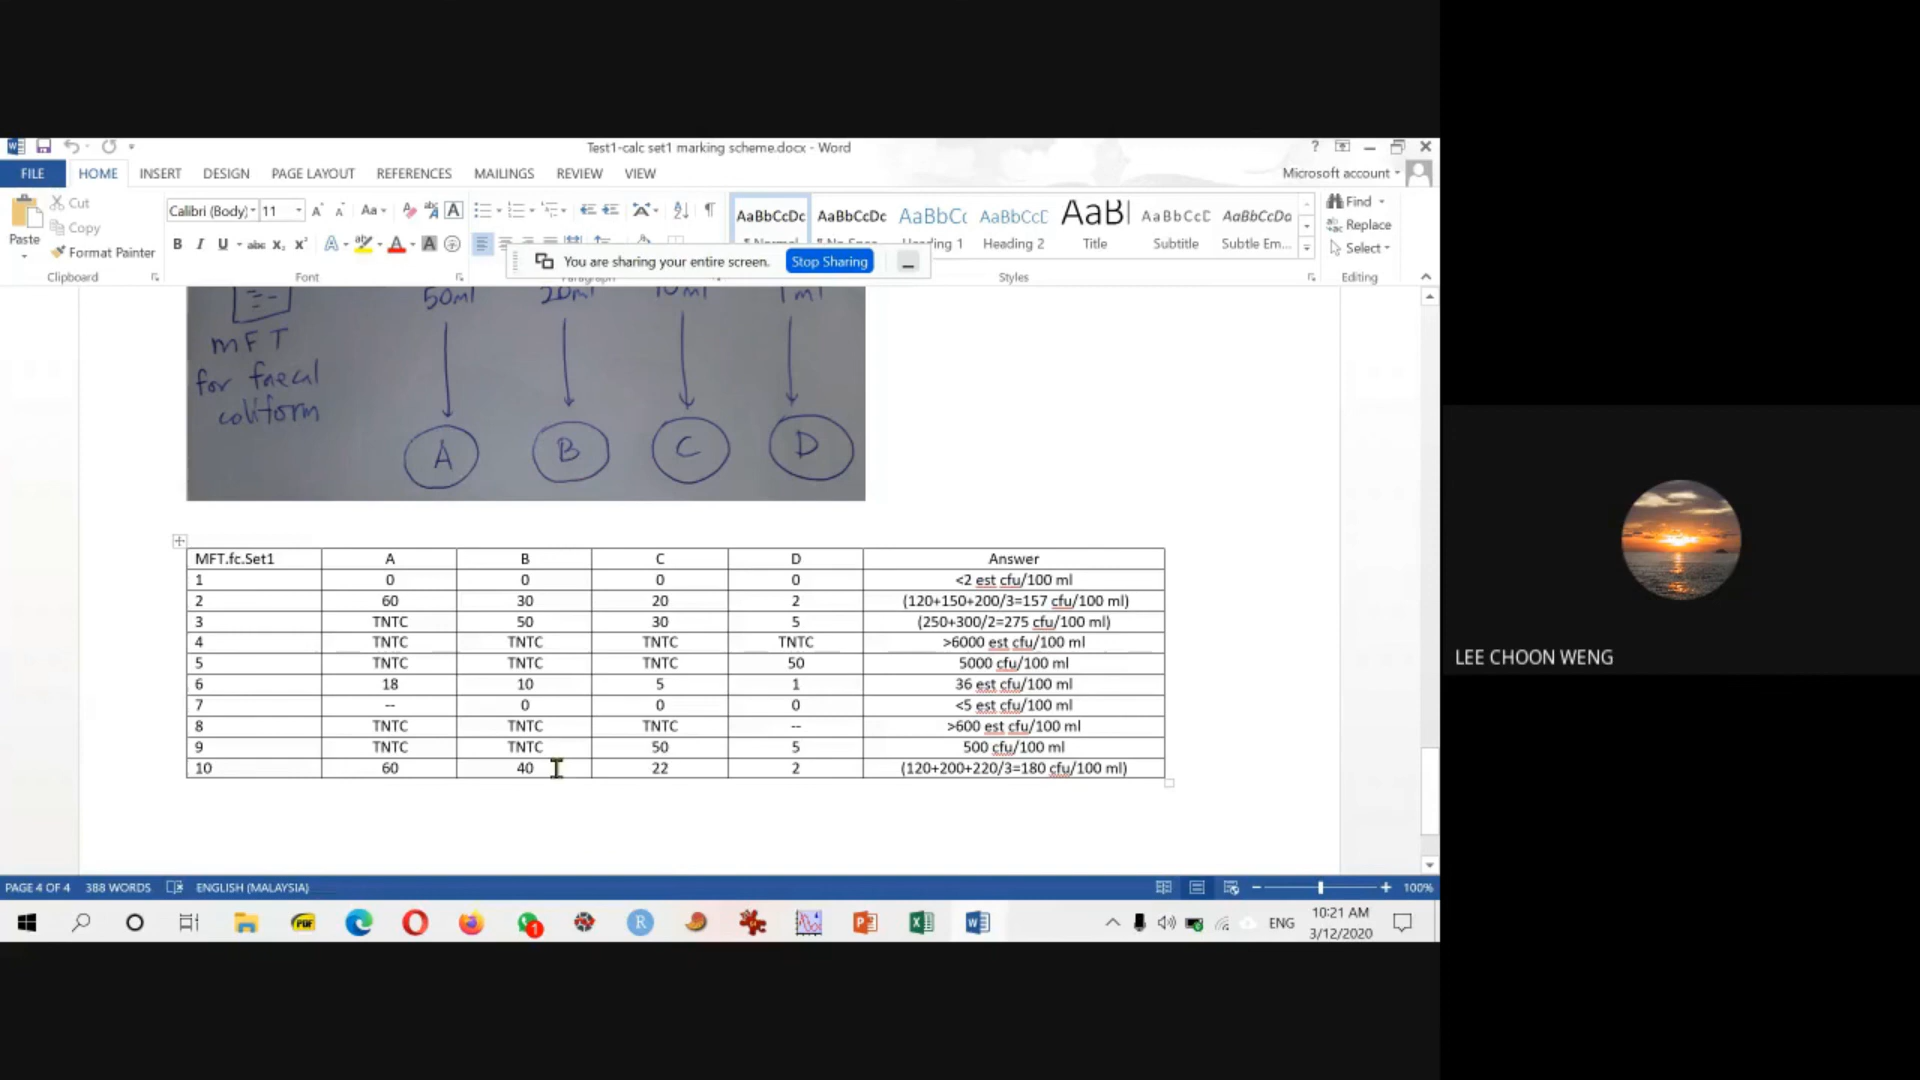 Test1-calc set1 marking scheme.docx - Word
FILE HOME INSERT DESIGN PAGE LAYOUT REFERENCES MAILINGS REVIEW VIEW Microsoft account
Paste
Cut
Copy
Format Painter
Clipboard
Calibri (Body) 11
Font
AaBbCcDc AaBbCcDc AaBbCc AaBbCcD AaB AaBbCcD AaBbCcDa
Heading 1 Heading 2 Title Subtitle Subtle Em...
Styles
Find
Replace
Select
Editing
You are sharing your entire screen. Stop Sharing
50ml 20ml 10ml 1ml
MFT
for faecal
coliform
A B C D
MFT.fc.Set1 A B C D Answer
1 0 0 0 0 <2 est cfu/100 ml
2 60 30 20 2 (120+150+200/3=157 cfu/100 ml)
3 TNTC 50 30 5 (250+300/2=275 cfu/100 ml)
4 TNTC TNTC TNTC TNTC >6000 est cfu/100 ml
5 TNTC TNTC TNTC 50 5000 cfu/100 ml
6 18 10 5 1 36 est cfu/100 ml
7 -- 0 0 0 <5 est cfu/100 ml
8 TNTC TNTC TNTC -- >600 est cfu/100 ml
9 TNTC TNTC 50 5 500 cfu/100 ml
10 60 40 22 2 (120+200+220/3=180 cfu/100 ml)
PAGE 4 OF 4 388 WORDS ENGLISH (MALAYSIA) 100%
ENG
10:21 AM
3/12/2020
LEE CHOON WENG